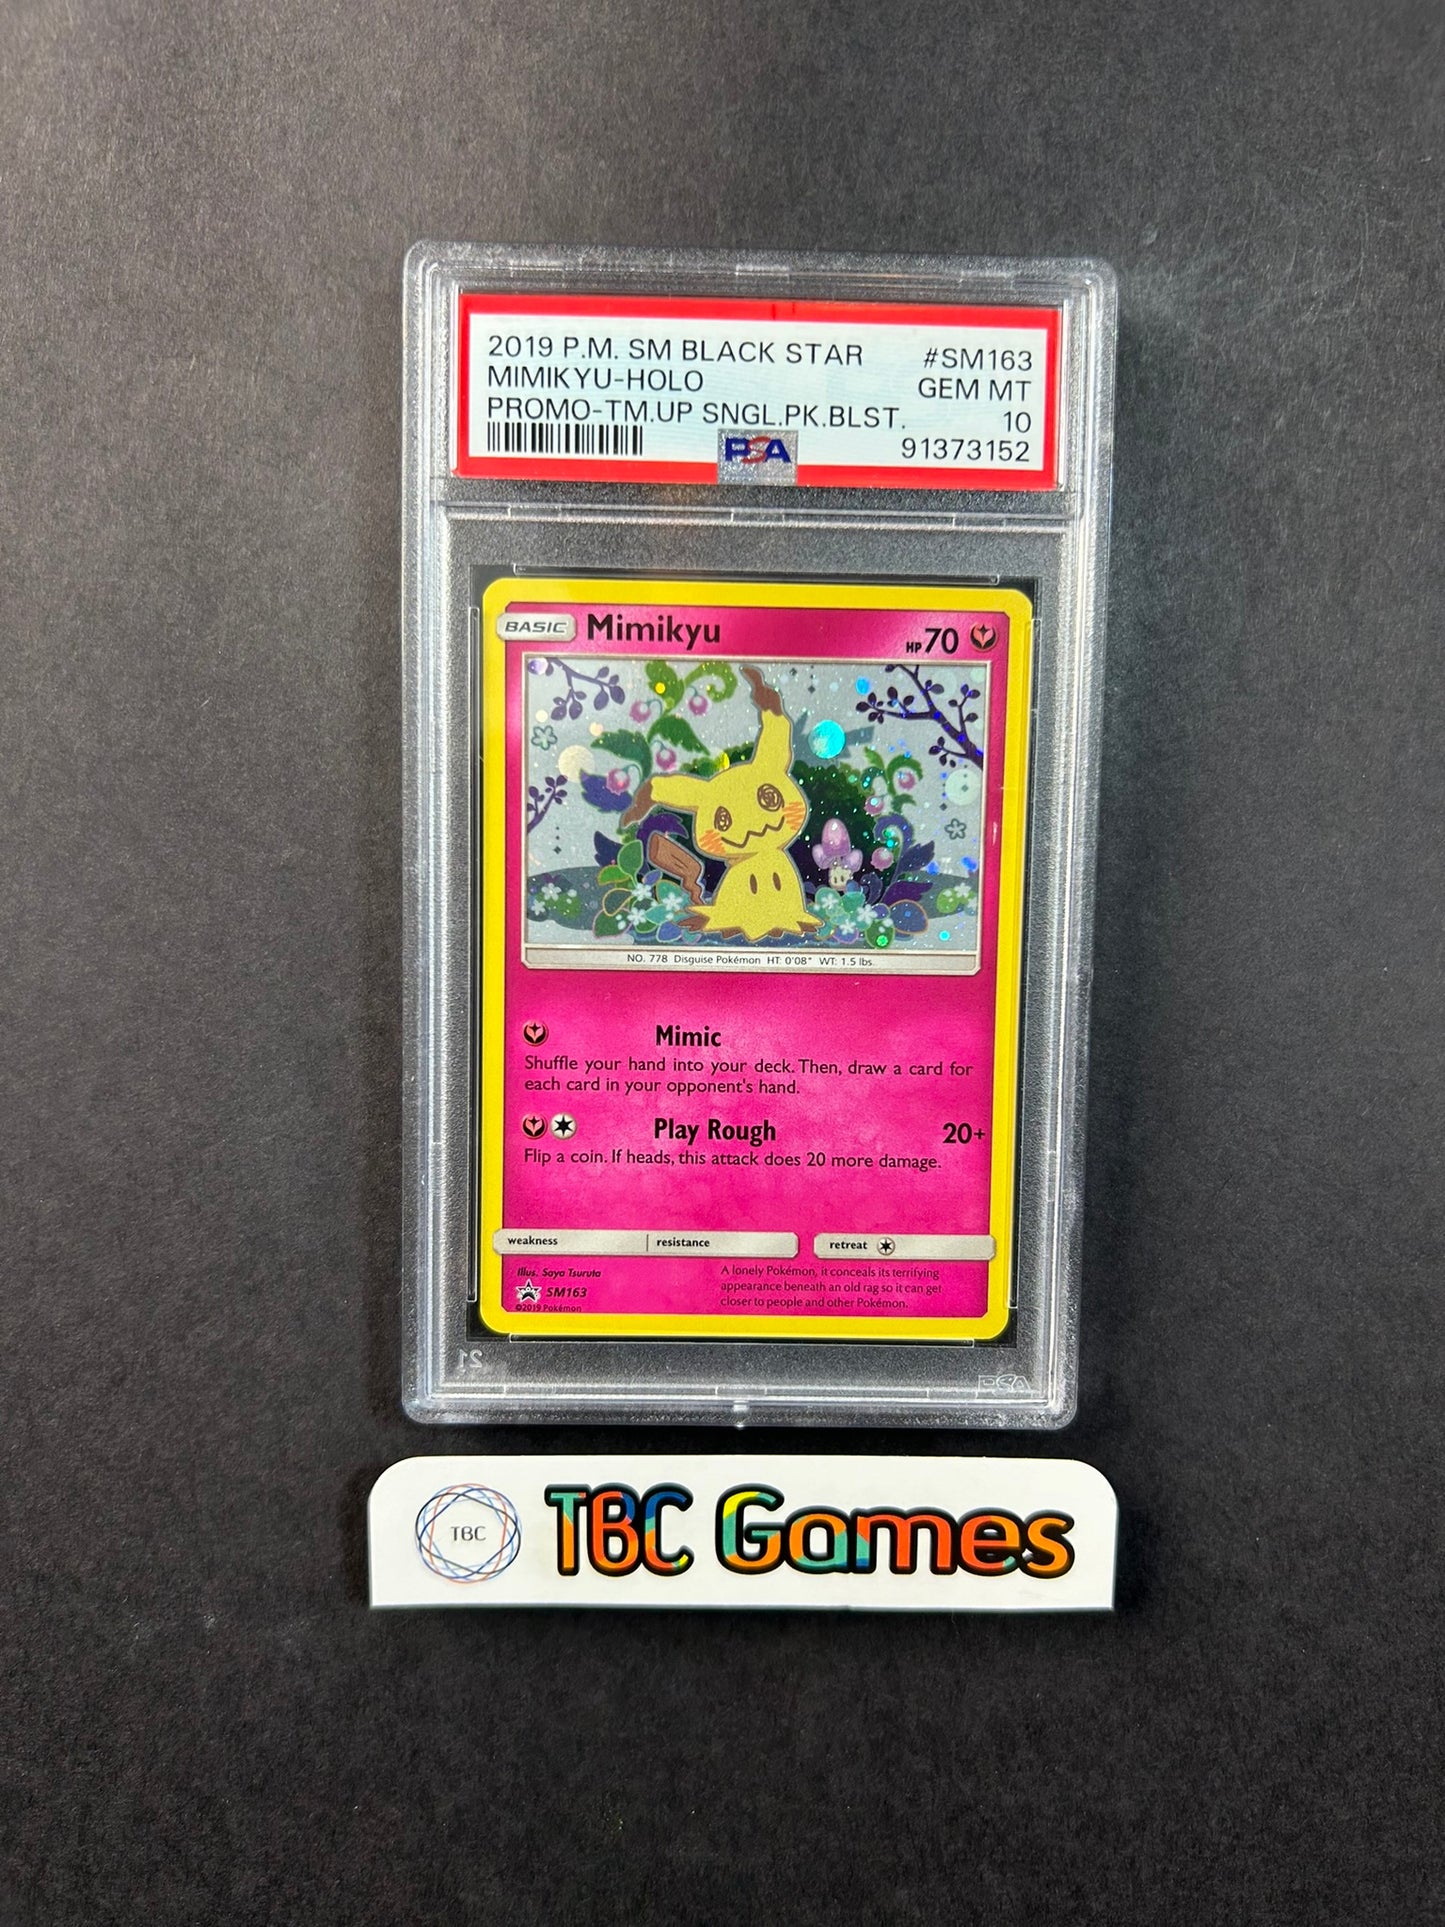 2019 P.M. SM BLACK STAR #SM163
MIMIKYU-HOLO GEM MT
PROMO-TM.UP SNGL.PK.BLST. 10
PSA 91373152
BASIC Mimikyu HP 70
NO. 778 Disguise Pokémon HT: 0'08" WT: 1.5 lbs.
Mimic
Shuffle your hand into your deck. Then, draw a card for
each card in your opponent's hand.
Play Rough 20+
Flip a coin. If heads, this attack does 20 more damage.
weakness resistance retreat
Illus. Saya Tsuruta
SM163
©2019 Pokémon
A lonely Pokémon, it conceals its terrifying
appearance beneath an old rag so it can get
closer to people and other Pokémon.
21 PSA
TBC TBC Games